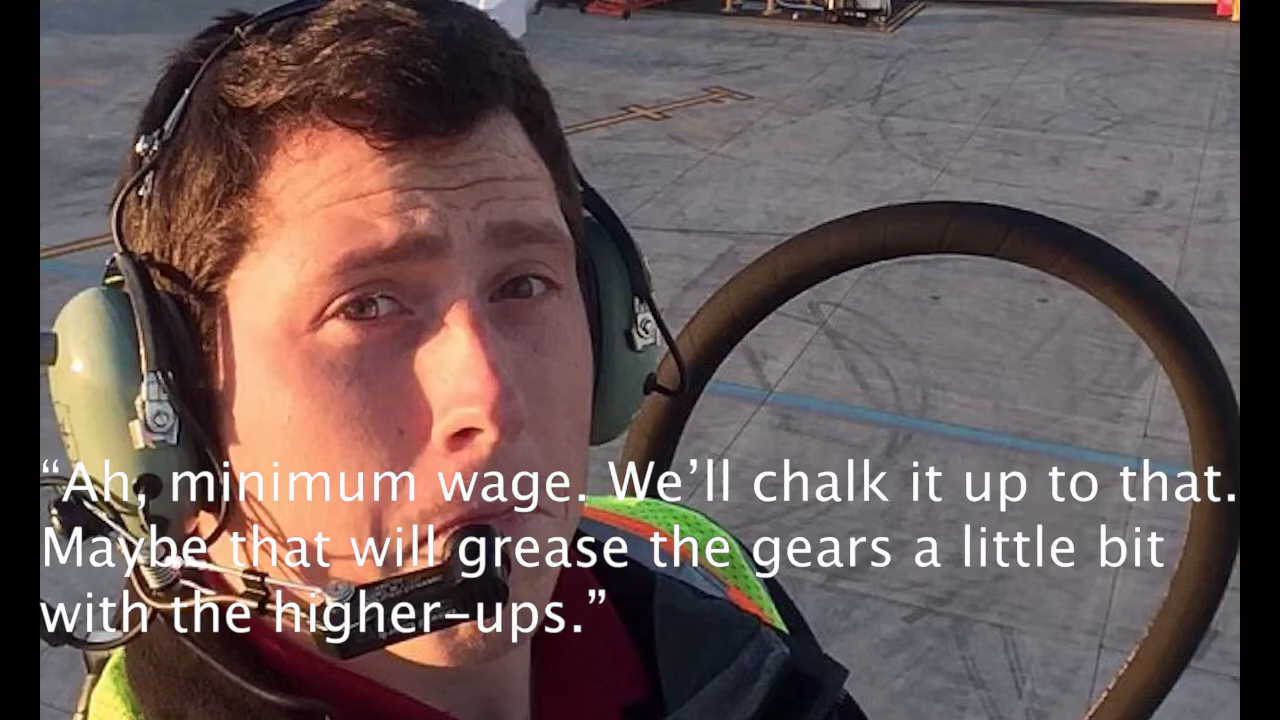 “Ah, minimum wage. We’ll chalk it up to that.
Maybe that will grease the gears a little bit
with the higher-ups.”